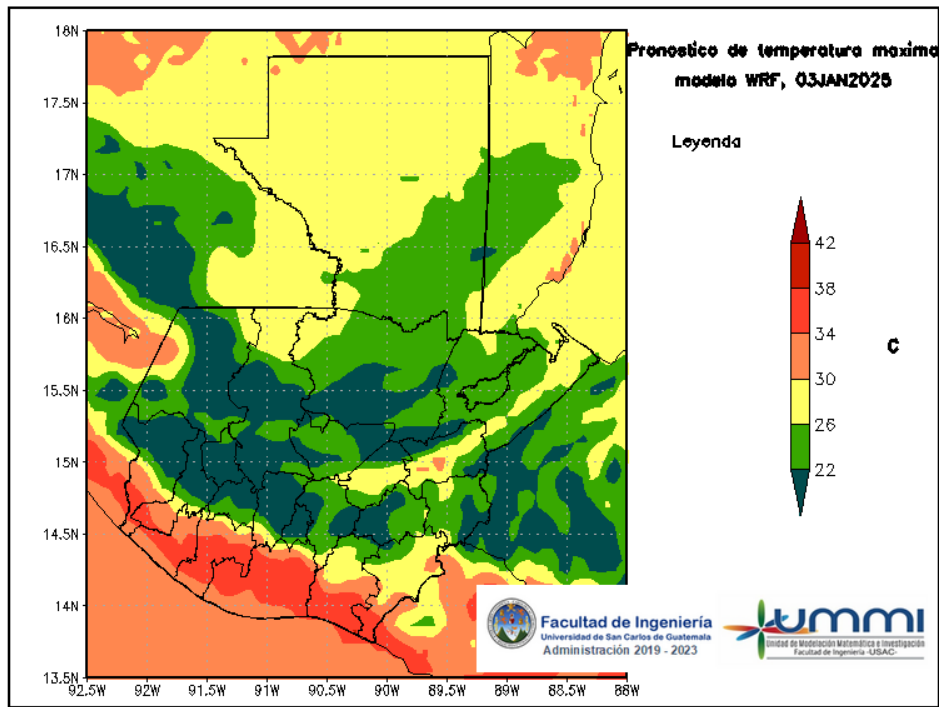 Pronostico de temperatura maxima
modelo WRF, 03JAN2025
Leyenda
42
38
34
30
26
22
C
18N
17.5N
17N
16.5N
16N
15.5N
15N
14.5N
14N
13.5N
92.5W
92W
91.5W
91W
90.5W
90W
89.5W
89W
88.5W
88W
Facultad de Ingeniería
Universidad de San Carlos de Guatemala
Administración 2019 - 2023
ummi
Unidad de Modelación Matemática e Investigación
Facultad de Ingeniería -USAC-